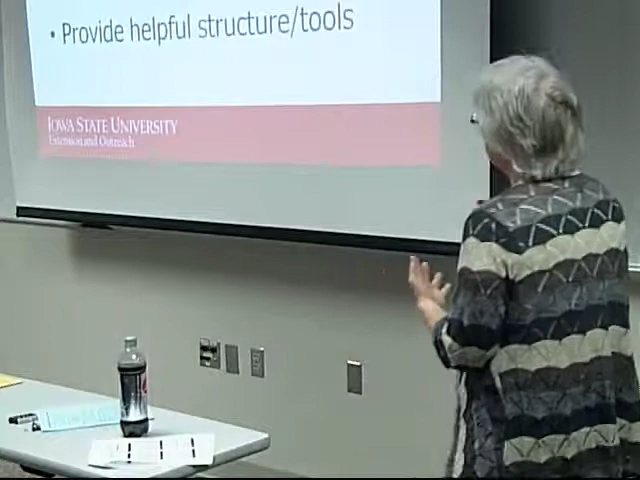 • Provide helpful structure/tools
IOWA STATE UNIVERSITY
Extension and Outreach